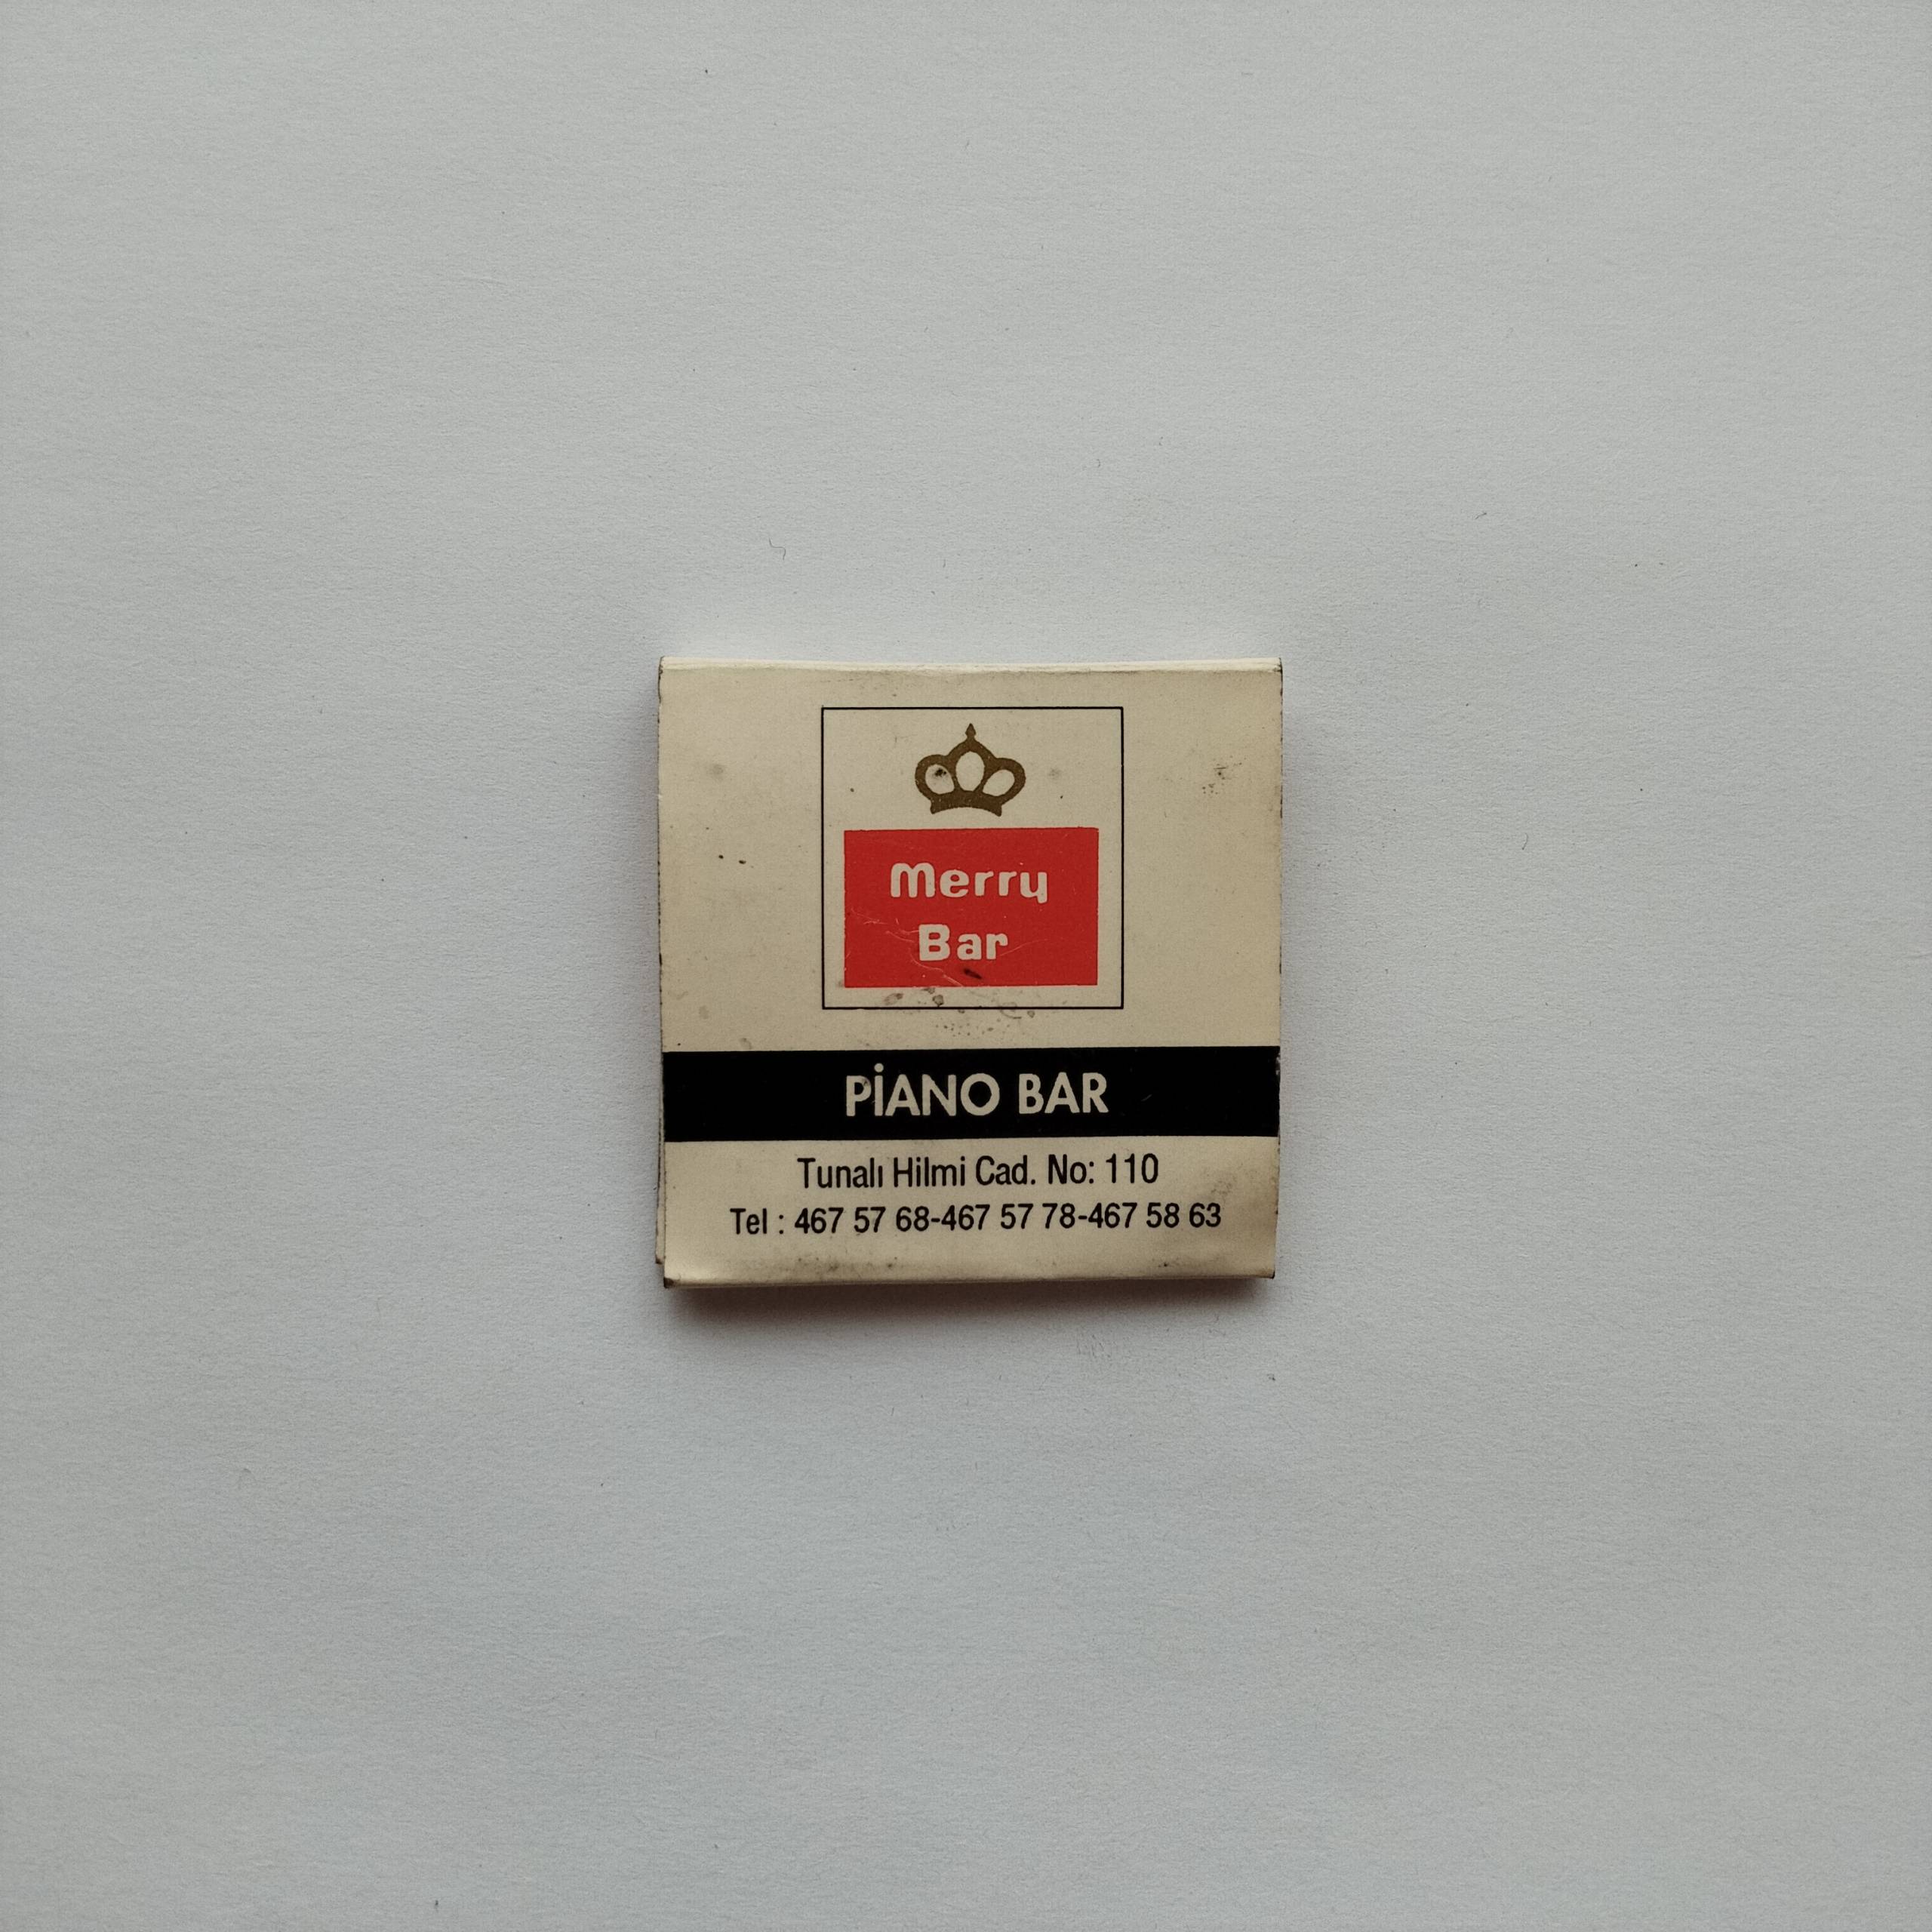 Merry
Bar
PİANO BAR
Tunalı Hilmi Cad. No: 110
Tel : 467 57 68-467 57 78-467 58 63